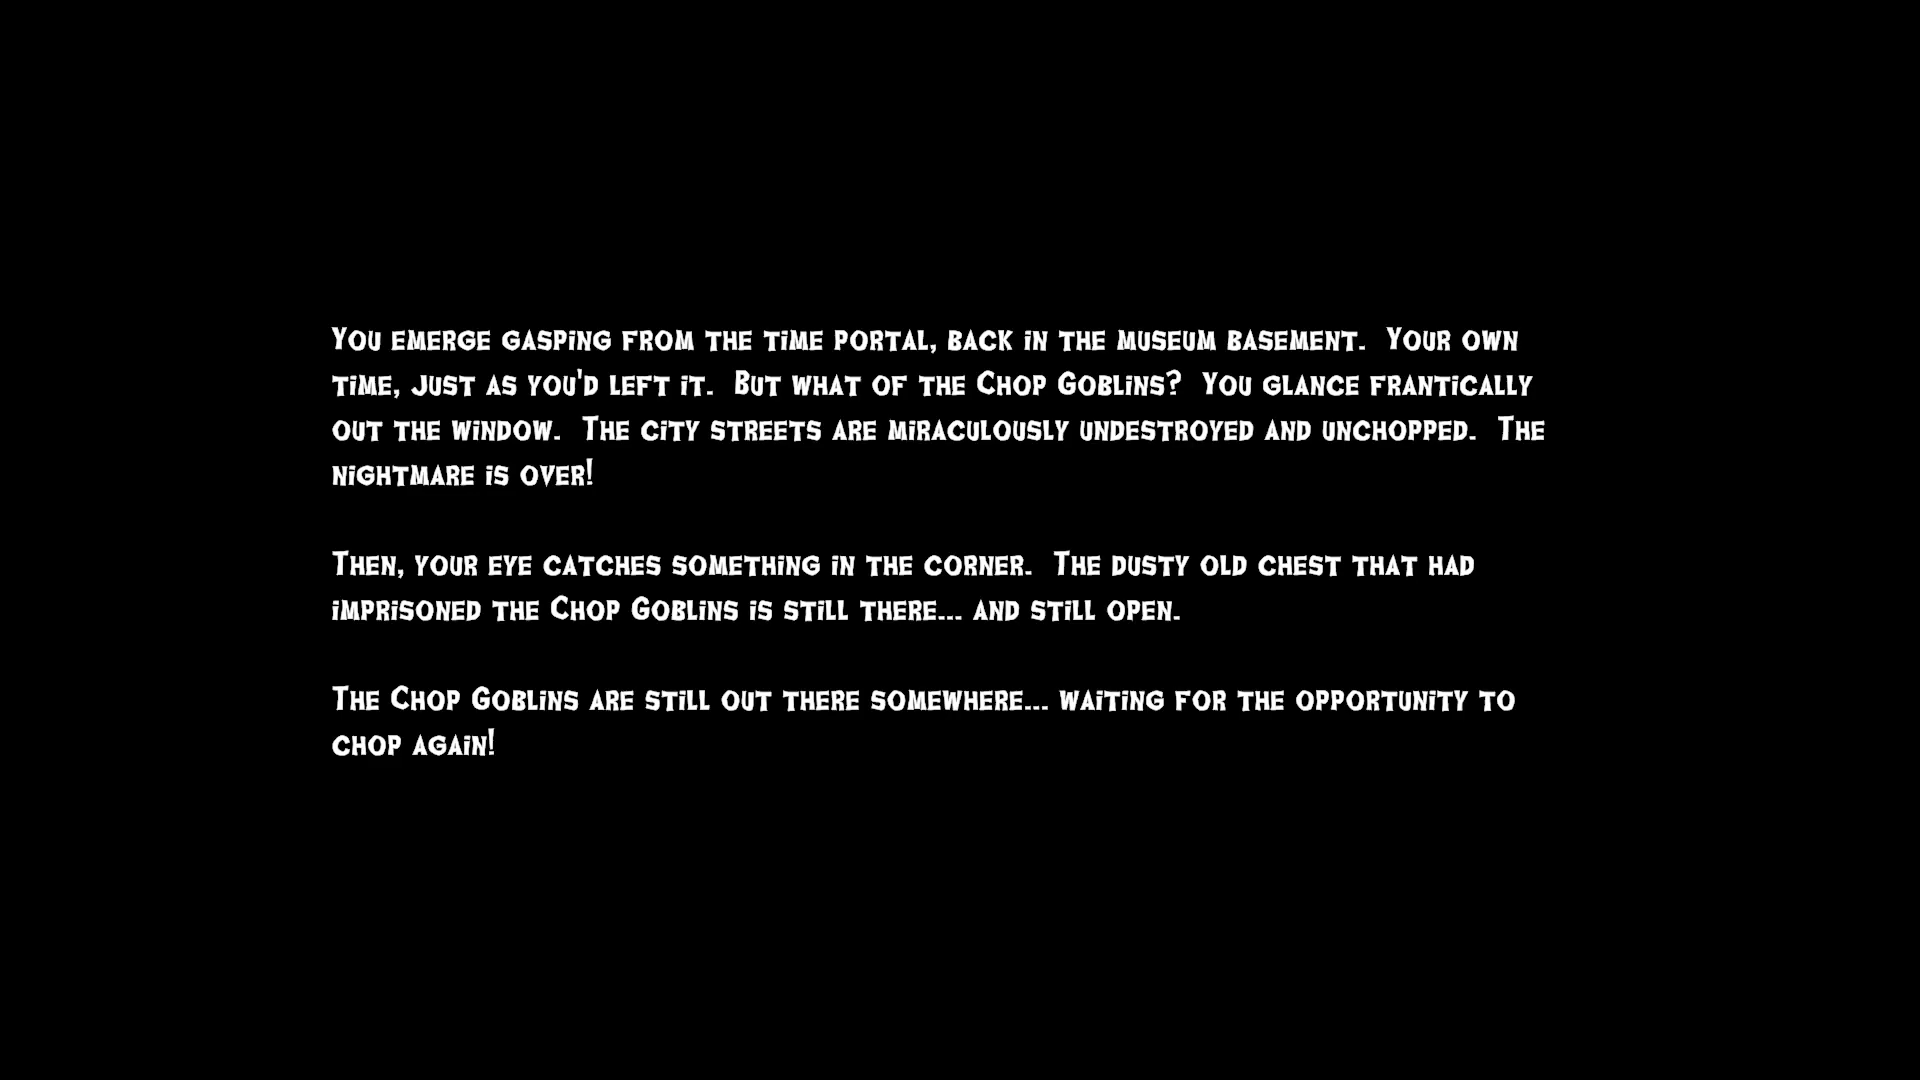 You emerge gasping from the time portal, back in the museum basement.  Your own
time, just as you'd left it.  But what of the Chop Goblins?  You glance frantically
out the window.  The city streets are miraculously undestroyed and unchopped.  The
nightmare is over!
Then, your eye catches something in the corner.  The dusty old chest that had
imprisoned the Chop Goblins is still there... and still open.
The Chop Goblins are still out there somewhere... waiting for the opportunity to
chop again!